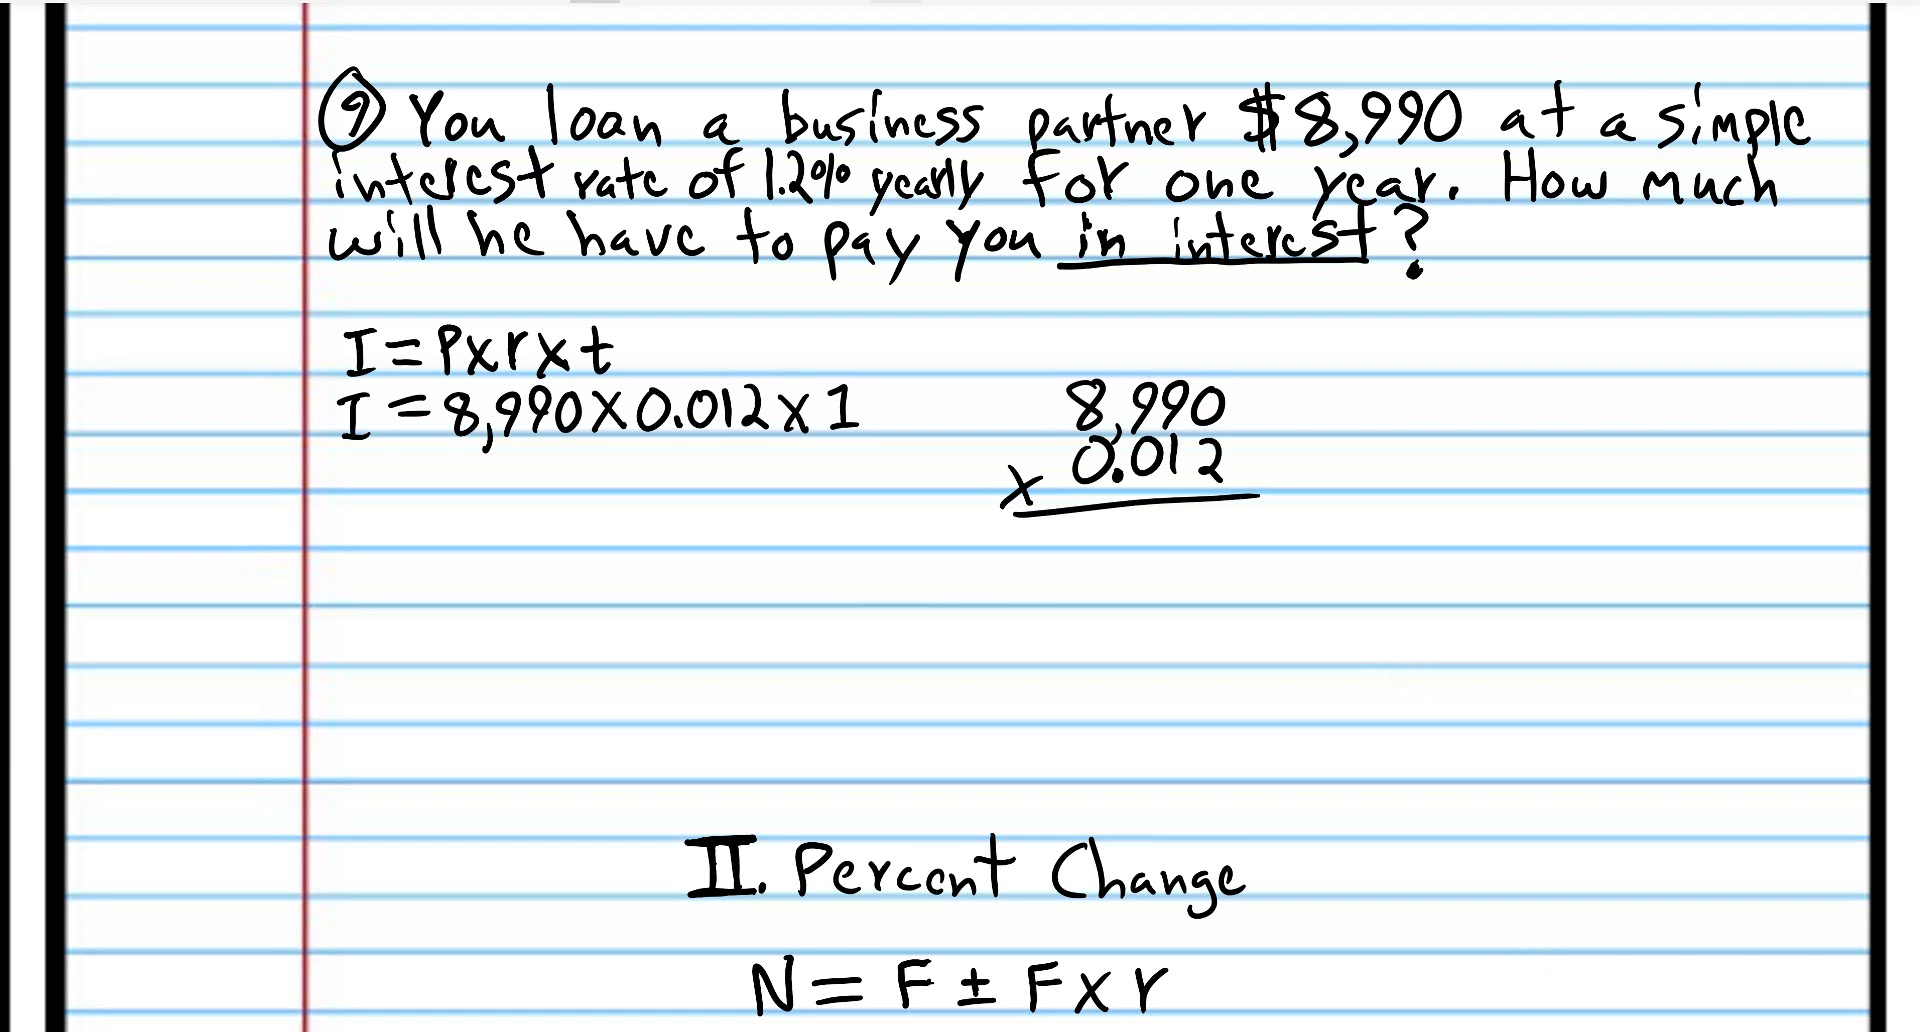 9 You loan a business partner $8,990 at a simple
interest rate of 1.2% yearly for one year. How much
will he have to pay you in interest?
I = P x r x t
I = 8,990 x 0.012 x 1
8,990
x 0.012
II. Percent Change
N = F ± F x r